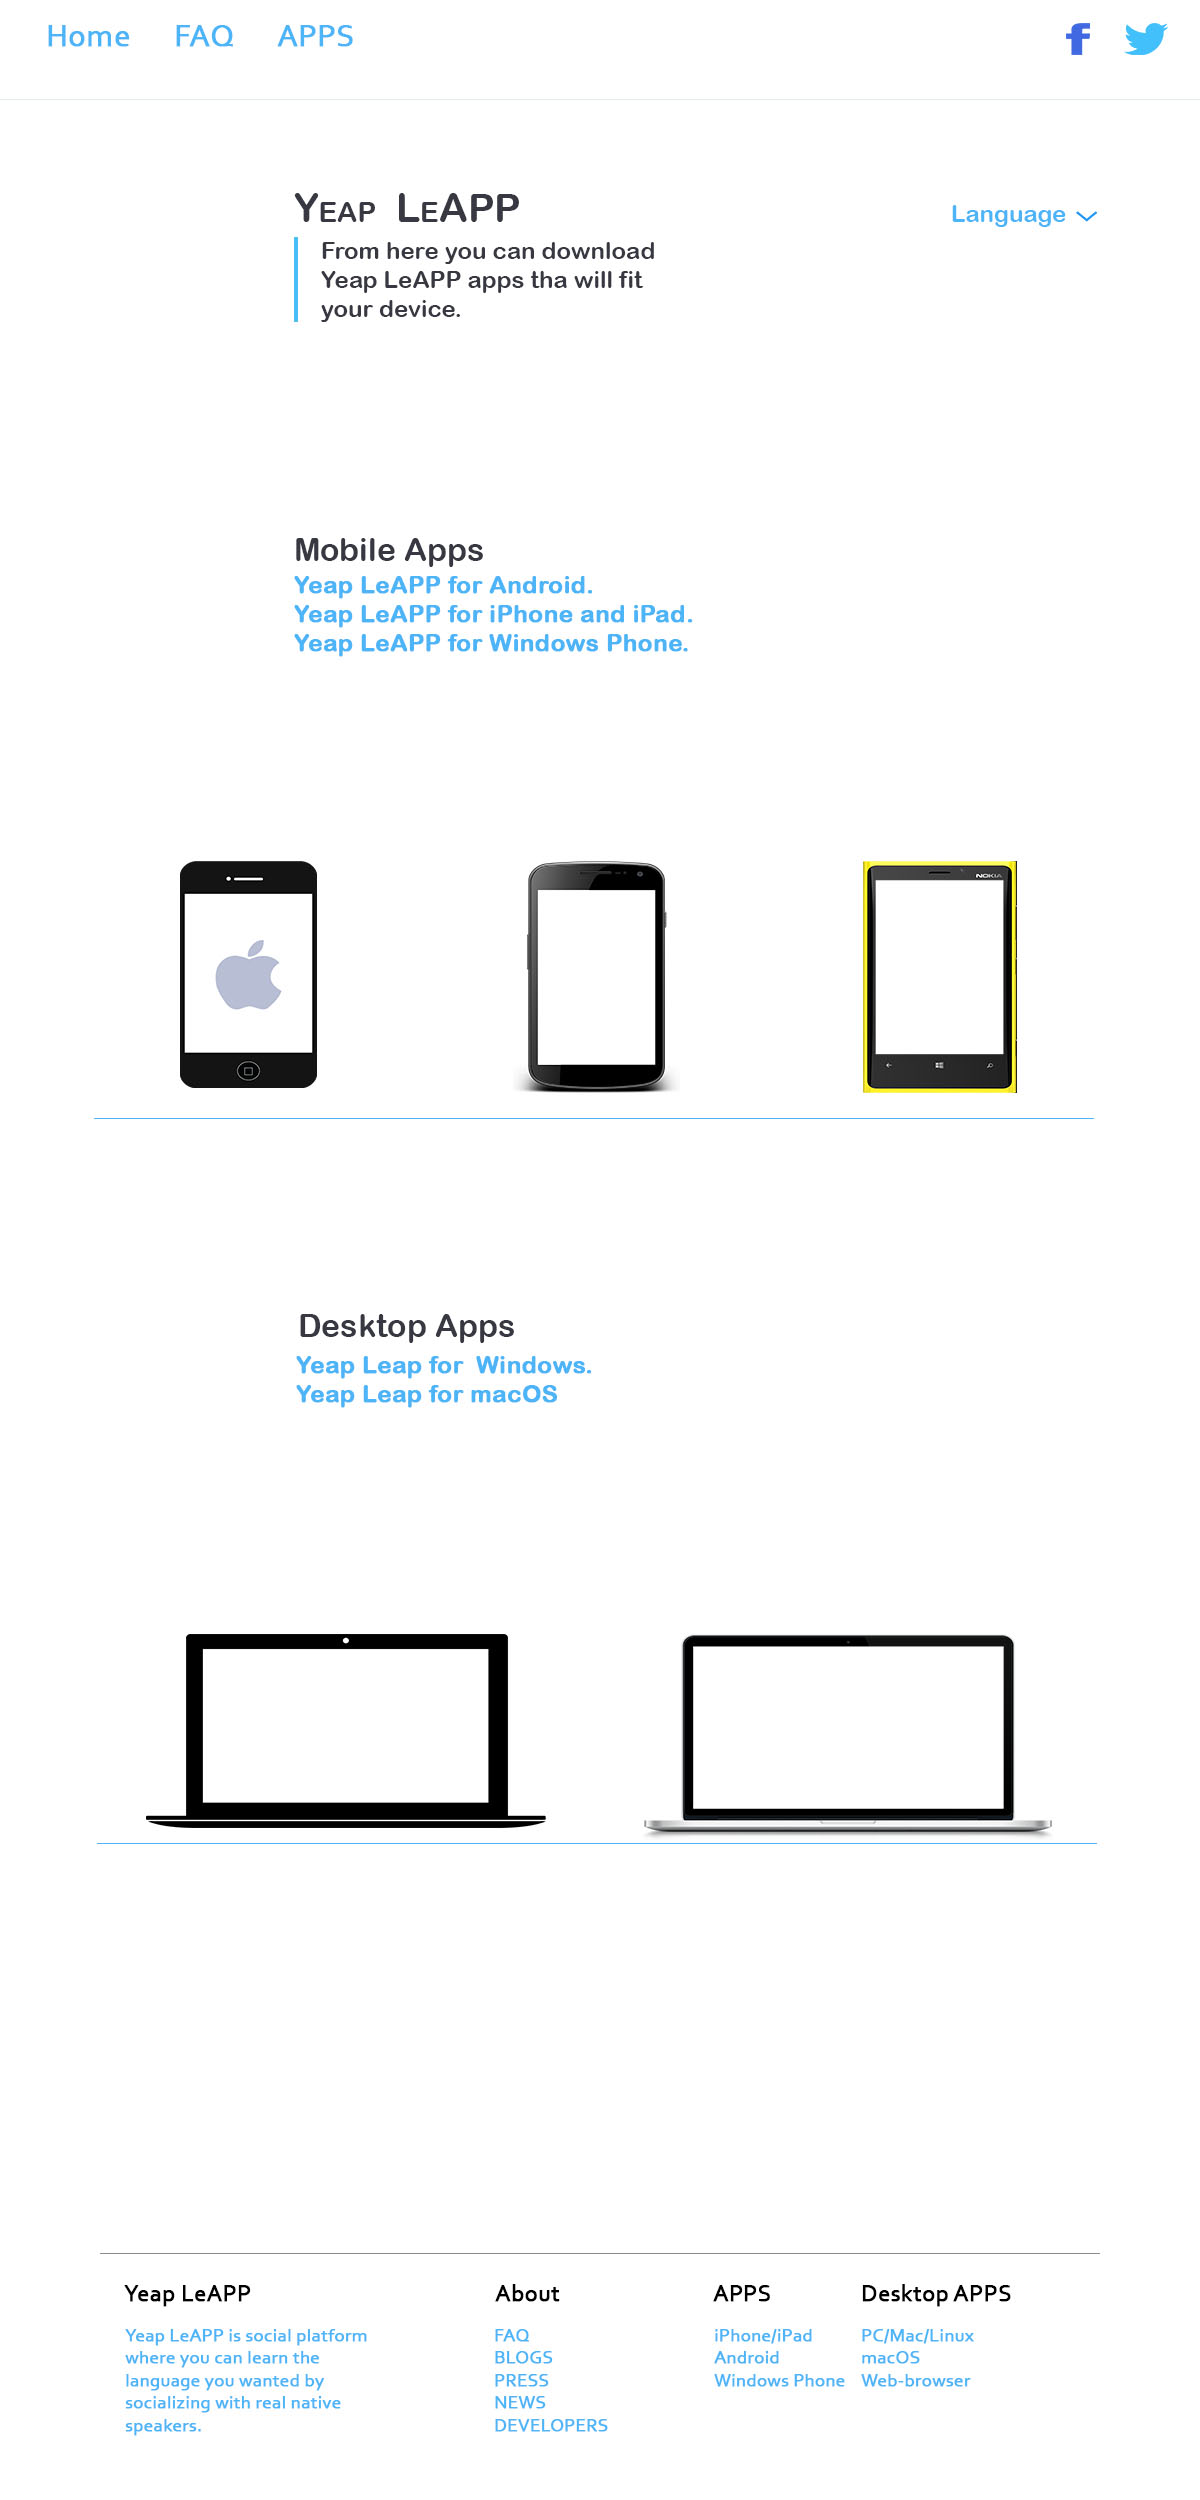 Home FAQ APPS
Yeap LeAPP
Language
From here you can download
Yeap LeAPP apps tha will fit
your device.
Mobile Apps
Yeap LeAPP for Android.
Yeap LeAPP for iPhone and iPad.
Yeap LeAPP for Windows Phone.
NOKIA
Desktop Apps
Yeap Leap for Windows.
Yeap Leap for macOS
Yeap LeAPP
Yeap LeAPP is social platform
where you can learn the
language you wanted by
socializing with real native
speakers.
About
FAQ
BLOGS
PRESS
NEWS
DEVELOPERS
APPS
iPhone/iPad
Android
Windows Phone
Desktop APPS
PC/Mac/Linux
macOS
Web-browser